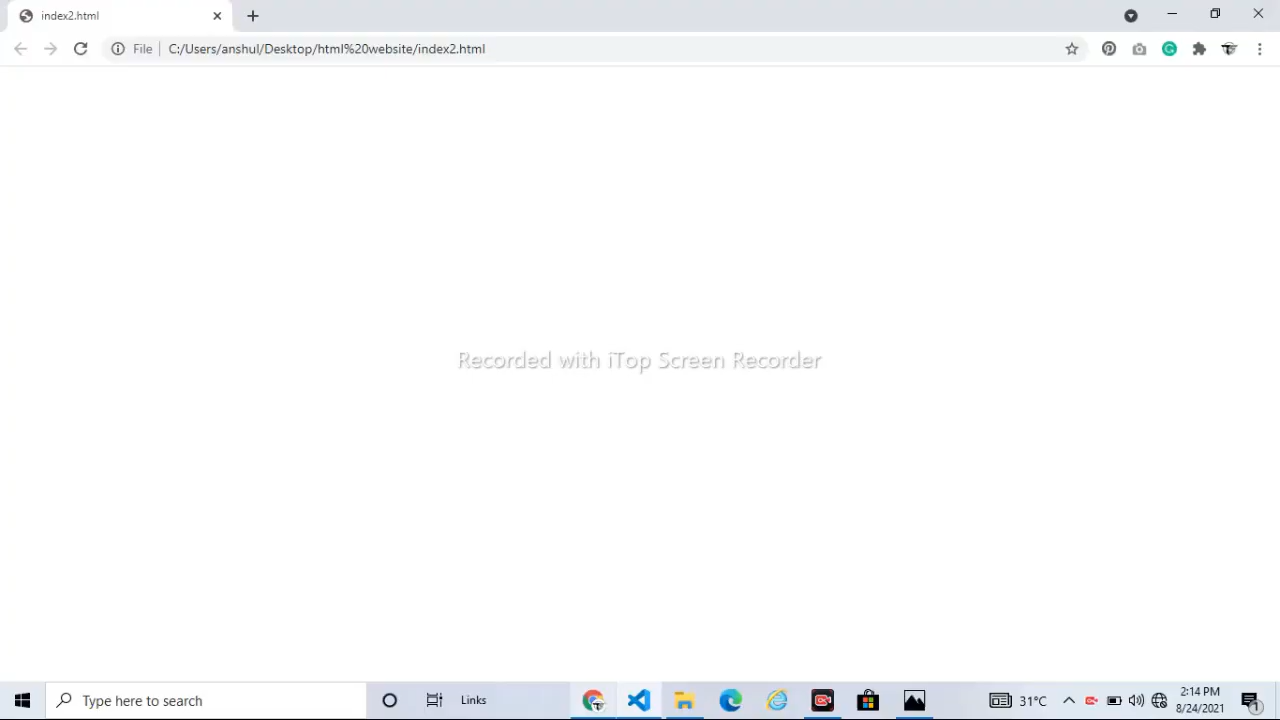 index2.html
File
C:/Users/anshul/Desktop/html%20website/index2.html
Recorded with iTop Screen Recorder
Type here to search
Links
31°C
2:14 PM
8/24/2021
1